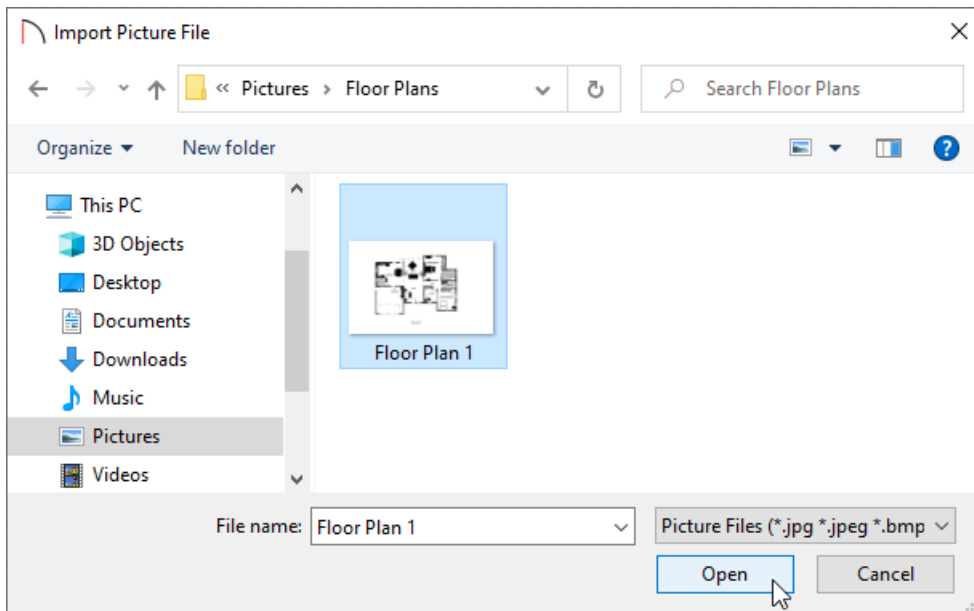 Import Picture File
« Pictures > Floor Plans
Search Floor Plans
Organize
New folder
?
This PC
3D Objects
Desktop
Documents
Downloads
Music
Pictures
Videos
Floor Plan 1
File name: Floor Plan 1
Picture Files (*.jpg *.jpeg *.bmp
Open
Cancel